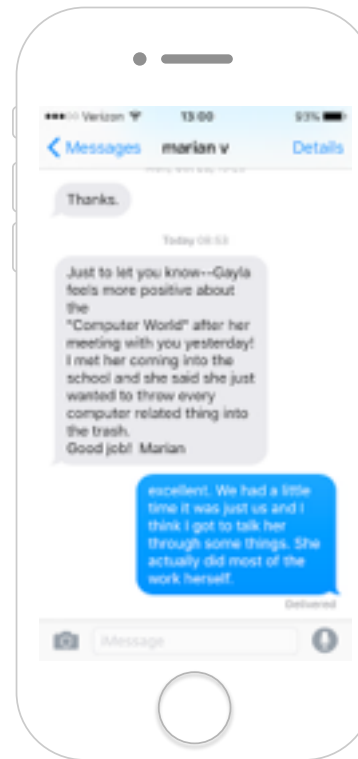 Verizon 13:00 93%
Messages marian v Details
Thanks.
Today 08:53
Just to let you know--Gayla
feels more positive about
the
"Computer World" after her
meeting with you yesterday!
I met her coming into the
school and she said she just
wanted to throw every
computer related thing into
the trash.
Good job! Marian
excellent. We had a little
time it was just us and I
think I got to talk her
through some things. She
actually did most of the
work herself.
Delivered
iMessage